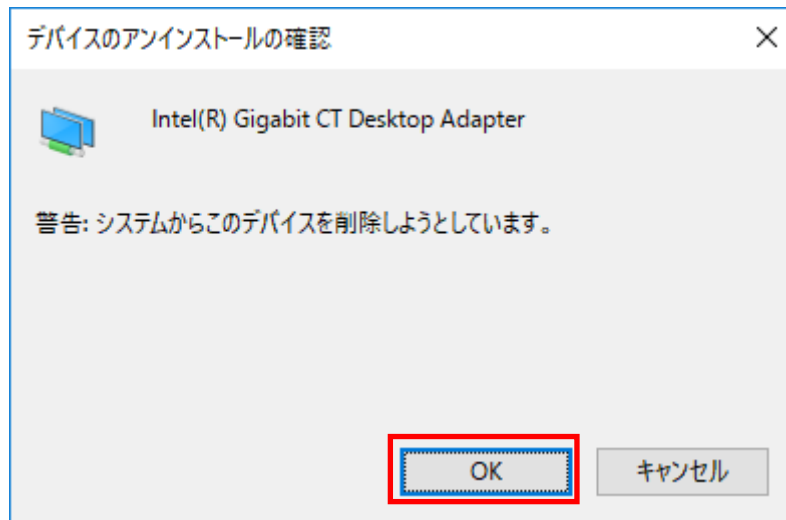 デバイスのアンインストールの確認
Intel(R) Gigabit CT Desktop Adapter
警告: システムからこのデバイスを削除しようとしています。
OK
キャンセル